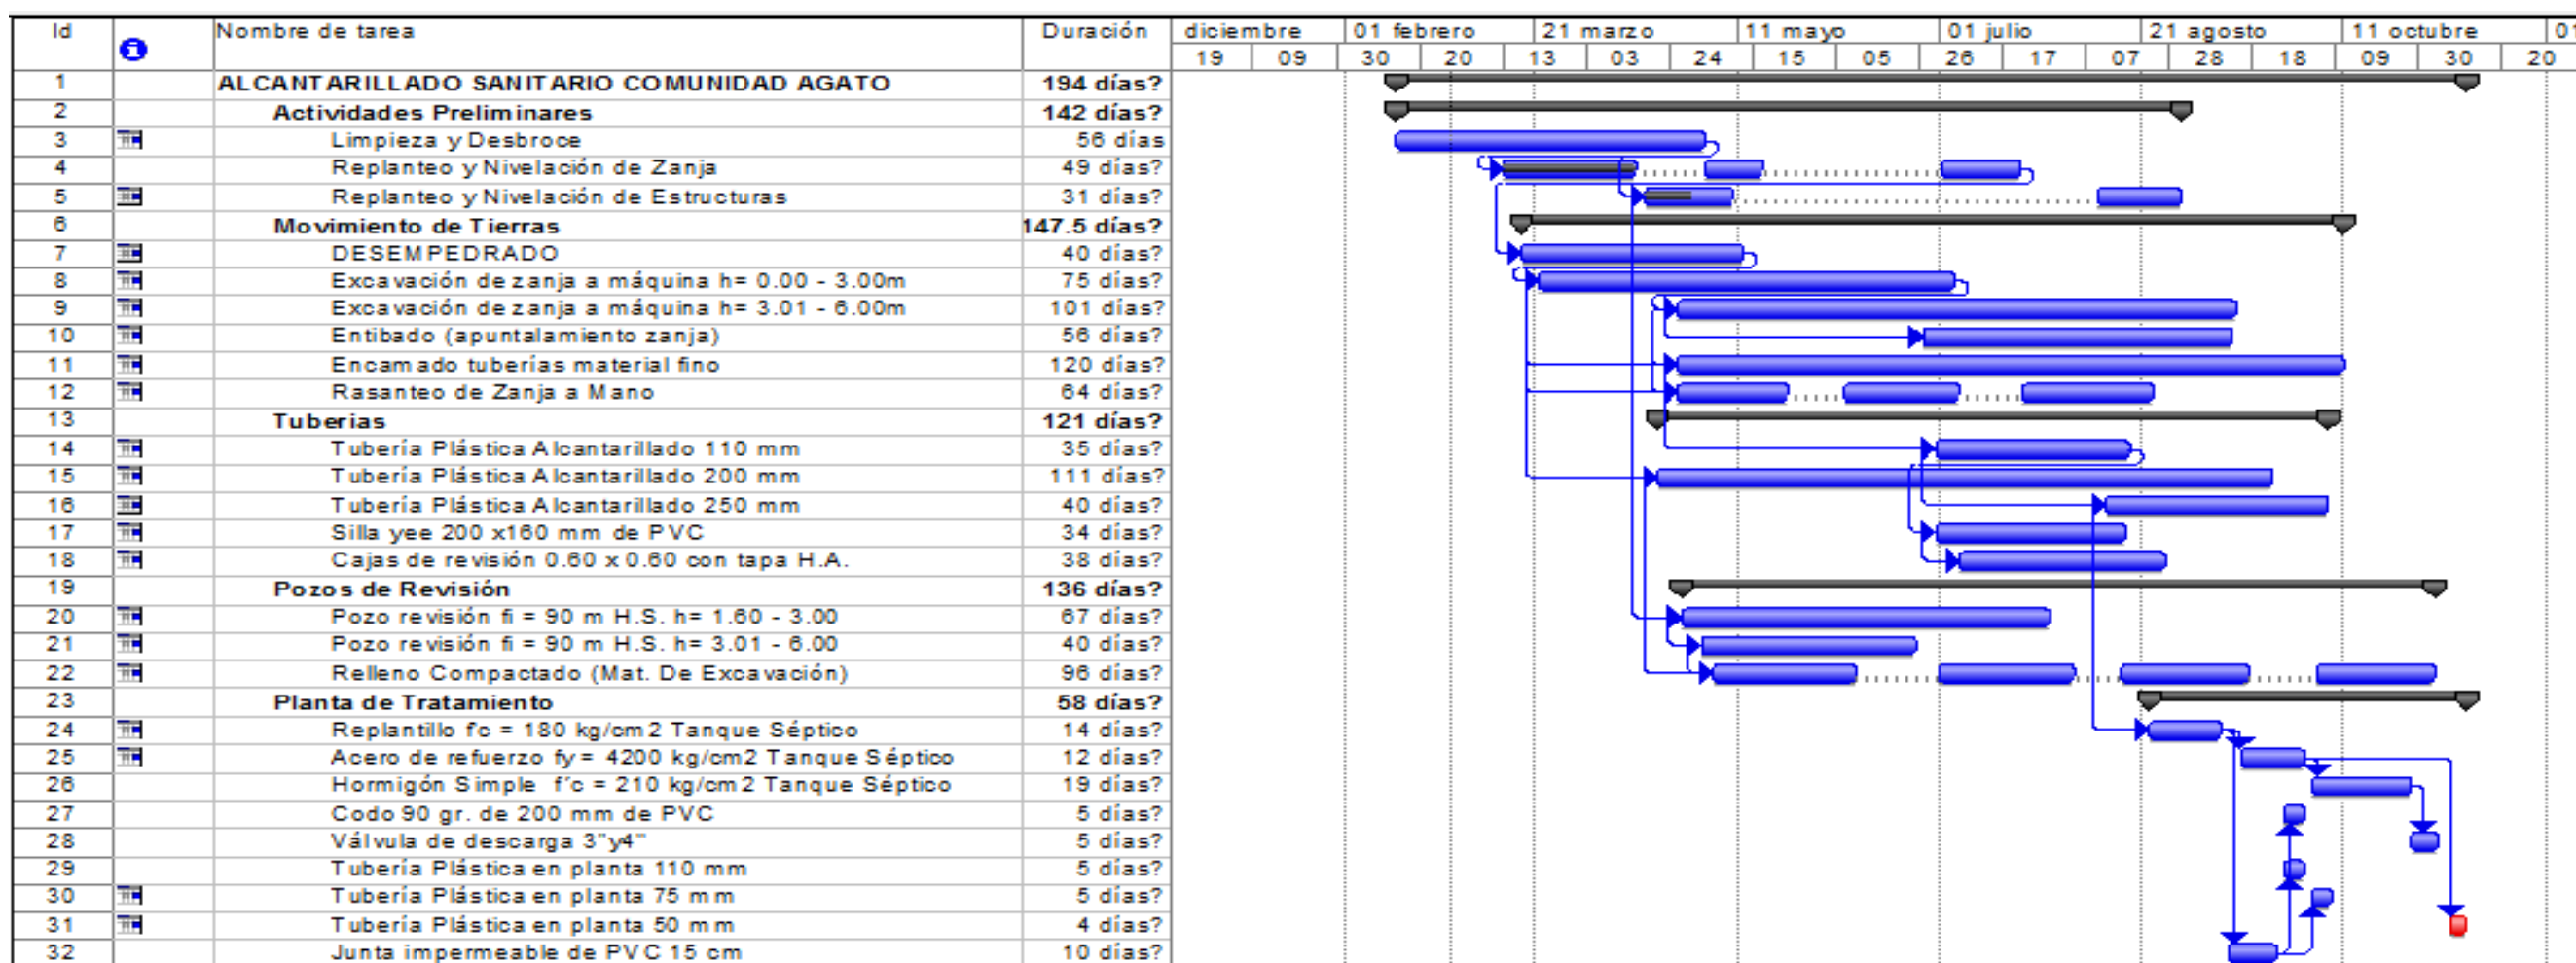 Id Nombre de tarea Duración diciembre 01 febrero 21 marzo 11 mayo 01 julio 21 agosto 11 octubre 01
19 09 30 20 13 03 24 15 05 26 17 07 28 18 09 30 20
1 ALCANTARILLADO SANITARIO COMUNIDAD AGATO 194 días?
2 Actividades Preliminares 142 días?
3 Limpieza y Desbroce 56 días
4 Replanteo y Nivelación de Zanja 49 días?
5 Replanteo y Nivelación de Estructuras 31 días?
6 Movimiento de Tierras 147.5 días?
7 DESEMPEDRADO 40 días?
8 Excavación de zanja a máquina h= 0.00 - 3.00m 75 días?
9 Excavación de zanja a máquina h= 3.01 - 6.00m 101 días?
10 Entibado (apuntalamiento zanja) 56 días?
11 Encamado tuberías material fino 120 días?
12 Rasanteo de Zanja a Mano 64 días?
13 Tuberias 121 días?
14 Tubería Plástica Alcantarillado 110 mm 35 días?
15 Tubería Plástica Alcantarillado 200 mm 111 días?
16 Tubería Plástica Alcantarillado 250 mm 40 días?
17 Silla yee 200 x160 mm de PVC 34 días?
18 Cajas de revisión 0.60 x 0.60 con tapa H.A. 38 días?
19 Pozos de Revisión 136 días?
20 Pozo revisión fi = 90 m H.S. h= 1.60 - 3.00 67 días?
21 Pozo revisión fi = 90 m H.S. h= 3.01 - 6.00 40 días?
22 Relleno Compactado (Mat. De Excavación) 96 días?
23 Planta de Tratamiento 58 días?
24 Replantillo f'c = 180 kg/cm2 Tanque Séptico 14 días?
25 Acero de refuerzo fy = 4200 kg/cm2 Tanque Séptico 12 días?
26 Hormigón Simple f´c = 210 kg/cm2 Tanque Séptico 19 días?
27 Codo 90 gr. de 200 mm de PVC 5 días?
28 Válvula de descarga 3"y4" 5 días?
29 Tubería Plástica en planta 110 mm 5 días?
30 Tubería Plástica en planta 75 mm 5 días?
31 Tubería Plástica en planta 50 mm 4 días?
32 Junta impermeable de PVC 15 cm 10 días?